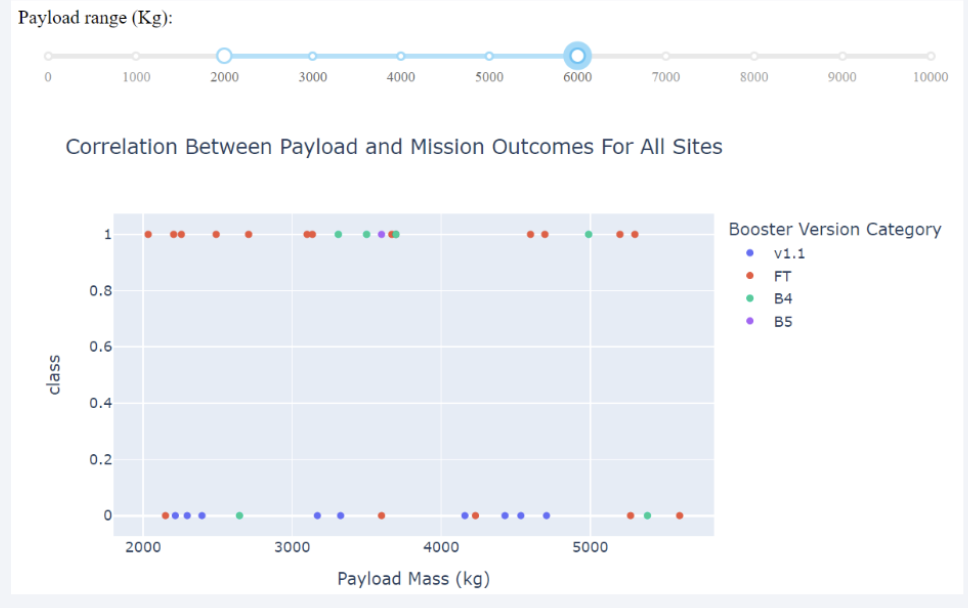 Payload range (Kg):
0 1000 2000 3000 4000 5000 6000 7000 8000 9000 10000
Correlation Between Payload and Mission Outcomes For All Sites
Booster Version Category
v1.1
FT
B4
B5
1
0.8
0.6
0.4
0.2
0
class
2000 3000 4000 5000
Payload Mass (kg)